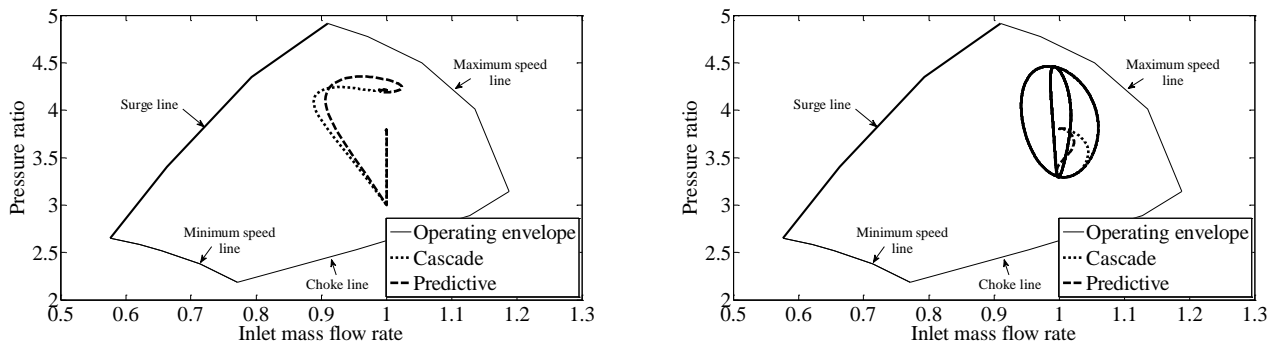 5
4.5
4
3.5
3
2.5
2
Pressure ratio
Maximum speed
line
Surge line
Minimum speed
line
Choke line
Operating envelope
Cascade
Predictive
0.5 0.6 0.7 0.8 0.9 1 1.1 1.2 1.3
Inlet mass flow rate
5
4.5
4
3.5
3
2.5
2
Pressure ratio
Maximum speed
line
Surge line
Minimum speed
line
Choke line
Operating envelope
Cascade
Predictive
0.5 0.6 0.7 0.8 0.9 1 1.1 1.2 1.3
Inlet mass flow rate